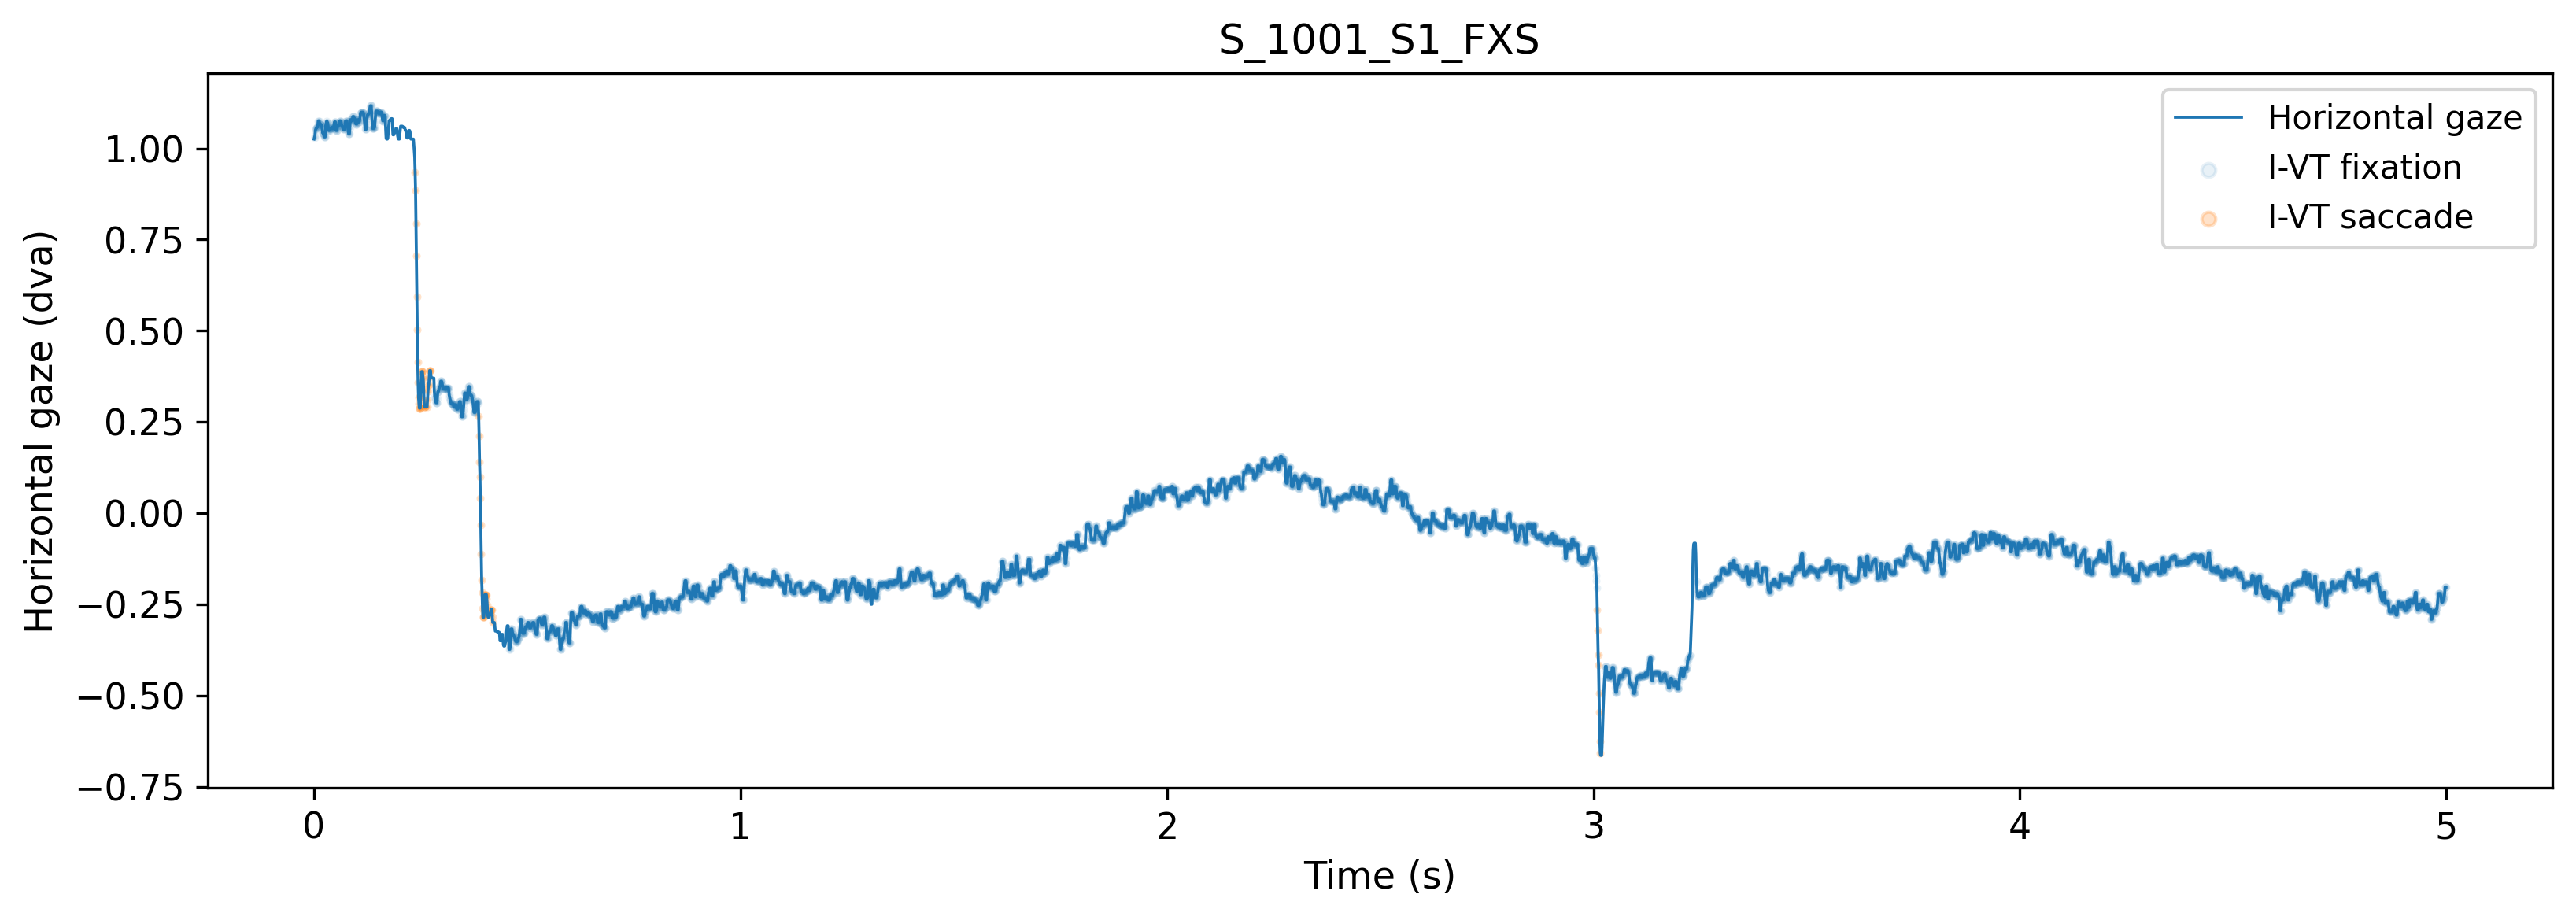 S_1001_S1_FXS
Horizontal gaze
I-VT fixation
I-VT saccade
Horizontal gaze (dva)
1.00
0.75
0.50
0.25
0.00
−0.25
−0.50
−0.75
0 1 2 3 4 5
Time (s)